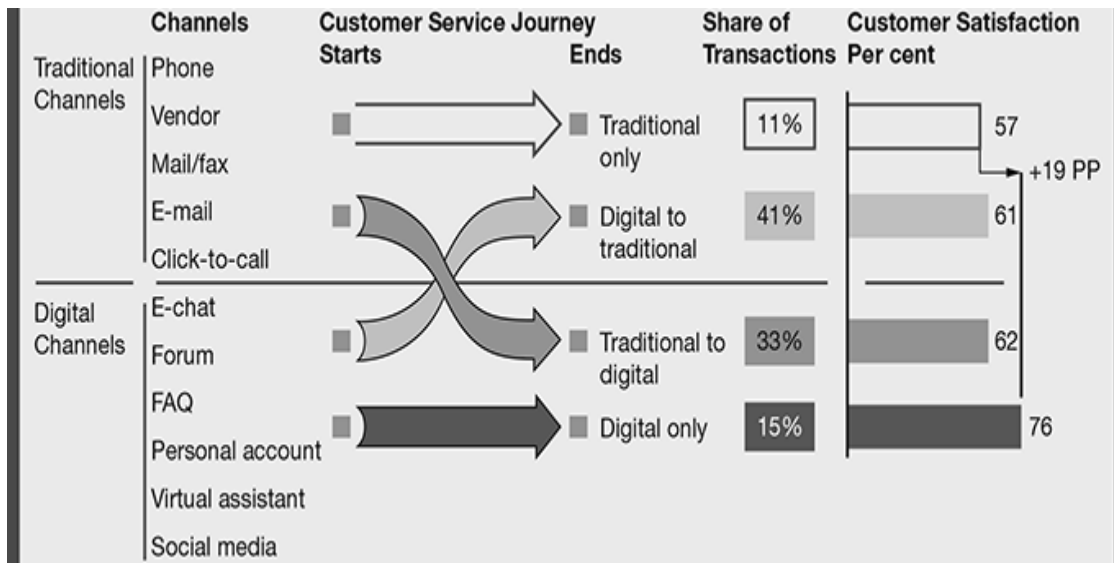 Channels
Customer Service Journey
Starts
Ends
Share of
Transactions
Customer Satisfaction
Per cent
Traditional
Channels
Phone
Vendor
Mail/fax
E-mail
Click-to-call
Traditional
only
11%
57
+19 PP
Digital to
traditional
41%
61
Digital
Channels
E-chat
Forum
FAQ
Personal account
Virtual assistant
Social media
Traditional to
digital
33%
62
Digital only
15%
76